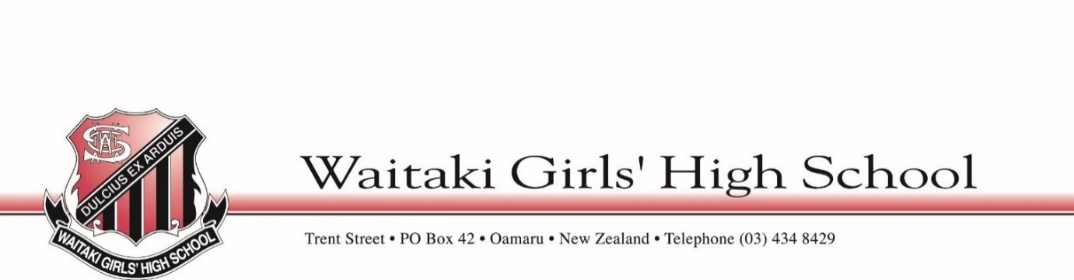 DULCIUS EX ARDUIS
WAITAKI GIRLS' HIGH SCHOOL
Waitaki Girls' High School
Trent Street • PO Box 42 • Oamaru • New Zealand • Telephone (03) 434 8429